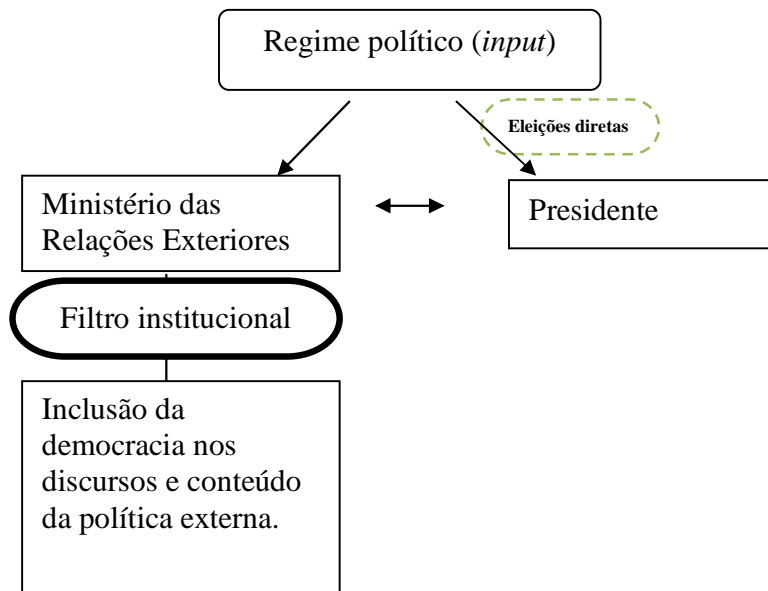 Regime político (input)
Eleições diretas
Ministério das
Relações Exteriores
Presidente
Filtro institucional
Inclusão da
democracia nos
discursos e conteúdo
da política externa.